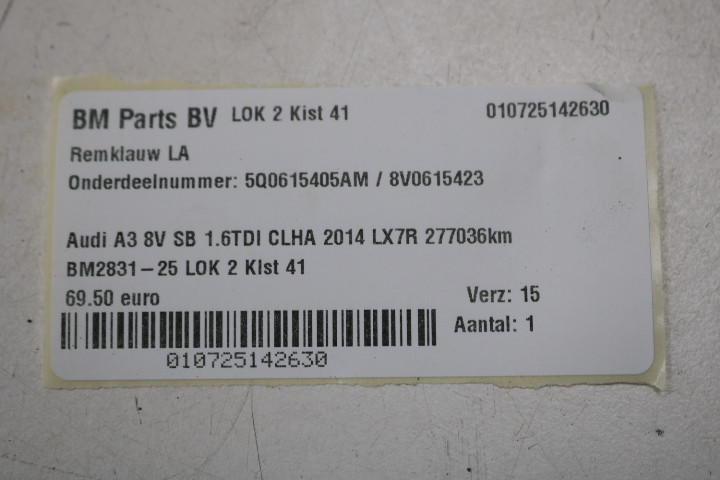 BM Parts BV LOK 2 Kist 41 010725142630
Remklauw LA
Onderdeelnummer: 5Q0615405AM / 8V0615423
Audi A3 8V SB 1.6TDI CLHA 2014 LX7R 277036km
BM2831-25 LOK 2 KIst 41
69.50 euro Verz: 15
Aantal: 1
010725142630